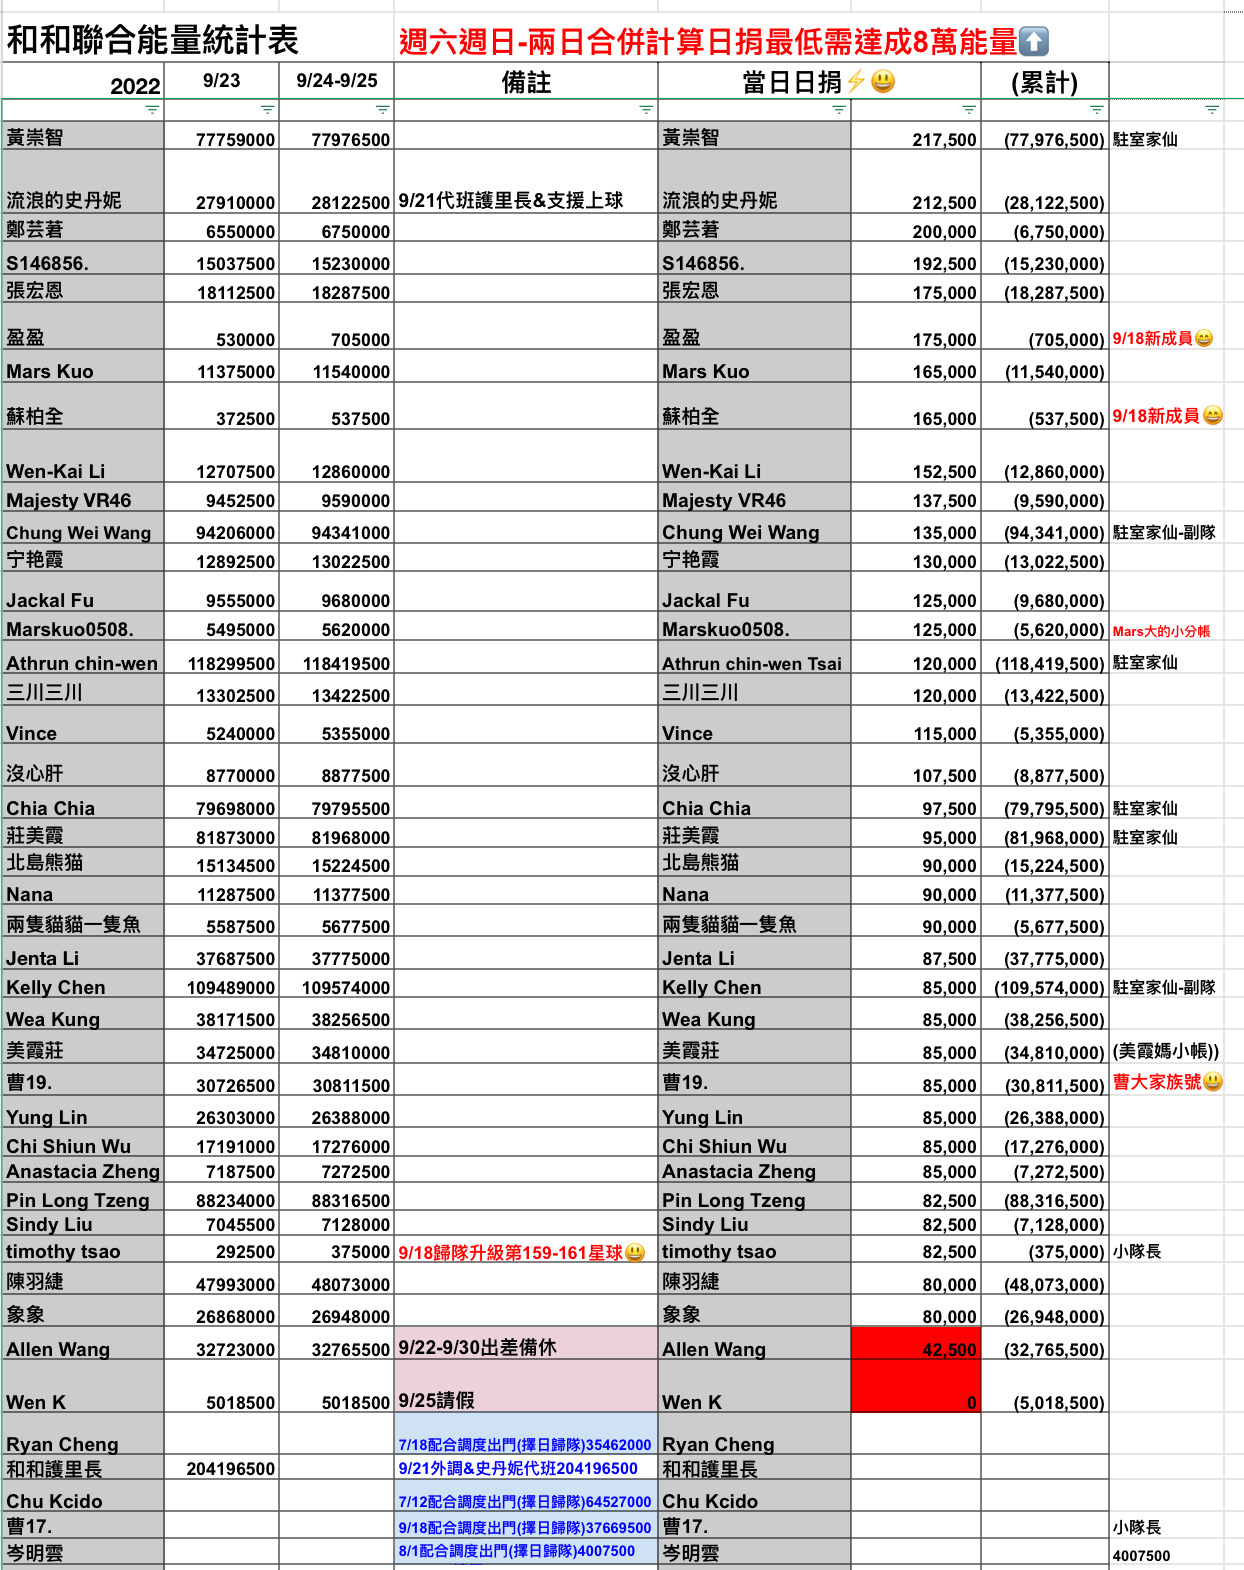 和和聯合能量統計表 週六週日-兩日合併計算日捐最低需達成8萬能量⬆️
2022 9/23 9/24-9/25 備註 當日日捐⚡😃 (累計)
黃崇智 77759000 77976500 黃崇智 217,500 (77,976,500) 駐室家仙
流浪的史丹妮 27910000 28122500 9/21代班護里長&支援上球 流浪的史丹妮 212,500 (28,122,500)
鄭芸莙 6550000 6750000 鄭芸莙 200,000 (6,750,000)
S146856. 15037500 15230000 S146856. 192,500 (15,230,000)
張宏恩 18112500 18287500 張宏恩 175,000 (18,287,500)
盈盈 530000 705000 盈盈 175,000 (705,000) 9/18新成員😄
Mars Kuo 11375000 11540000 Mars Kuo 165,000 (11,540,000)
蘇柏全 372500 537500 蘇柏全 165,000 (537,500) 9/18新成員😄
Wen-Kai Li 12707500 12860000 Wen-Kai Li 152,500 (12,860,000)
Majesty VR46 9452500 9590000 Majesty VR46 137,500 (9,590,000)
Chung Wei Wang 94206000 94341000 Chung Wei Wang 135,000 (94,341,000) 駐室家仙-副隊
宁艳霞 12892500 13022500 宁艳霞 130,000 (13,022,500)
Jackal Fu 9555000 9680000 Jackal Fu 125,000 (9,680,000)
Marskuo0508. 5495000 5620000 Marskuo0508. 125,000 (5,620,000) Mars大的小分帳
Athrun chin-wen 118299500 118419500 Athrun chin-wen Tsai 120,000 (118,419,500) 駐室家仙
三川三川 13302500 13422500 三川三川 120,000 (13,422,500)
Vince 5240000 5355000 Vince 115,000 (5,355,000)
沒心肝 8770000 8877500 沒心肝 107,500 (8,877,500)
Chia Chia 79698000 79795500 Chia Chia 97,500 (79,795,500) 駐室家仙
莊美霞 81873000 81968000 莊美霞 95,000 (81,968,000) 駐室家仙
北島熊猫 15134500 15224500 北島熊猫 90,000 (15,224,500)
Nana 11287500 11377500 Nana 90,000 (11,377,500)
兩隻貓貓一隻魚 5587500 5677500 兩隻貓貓一隻魚 90,000 (5,677,500)
Jenta Li 37687500 37775000 Jenta Li 87,500 (37,775,000)
Kelly Chen 109489000 109574000 Kelly Chen 85,000 (109,574,000) 駐室家仙-副隊
Wea Kung 38171500 38256500 Wea Kung 85,000 (38,256,500)
美霞莊 34725000 34810000 美霞莊 85,000 (34,810,000) (美霞媽小帳))
曹19. 30726500 30811500 曹19. 85,000 (30,811,500) 曹大家族號😃
Yung Lin 26303000 26388000 Yung Lin 85,000 (26,388,000)
Chi Shiun Wu 17191000 17276000 Chi Shiun Wu 85,000 (17,276,000)
Anastacia Zheng 7187500 7272500 Anastacia Zheng 85,000 (7,272,500)
Pin Long Tzeng 88234000 88316500 Pin Long Tzeng 82,500 (88,316,500)
Sindy Liu 7045500 7128000 Sindy Liu 82,500 (7,128,000)
timothy tsao 292500 375000 9/18歸隊升級第159-161星球😃 timothy tsao 82,500 (375,000) 小隊長
陳羽緁 47993000 48073000 陳羽緁 80,000 (48,073,000)
象象 26868000 26948000 象象 80,000 (26,948,000)
Allen Wang 32723000 32765500 9/22-9/30出差備休 Allen Wang 42,500 (32,765,500)
Wen K 5018500 5018500 9/25請假 Wen K 0 (5,018,500)
Ryan Cheng 7/18配合調度出門(擇日歸隊)35462000 Ryan Cheng
和和護里長 204196500 9/21外調&史丹妮代班204196500 和和護里長
Chu Kcido 7/12配合調度出門(擇日歸隊)64527000 Chu Kcido
曹17. 9/18配合調度出門(擇日歸隊)37669500 曹17. 小隊長
岑明雲 8/1配合調度出門(擇日歸隊)4007500 岑明雲 4007500